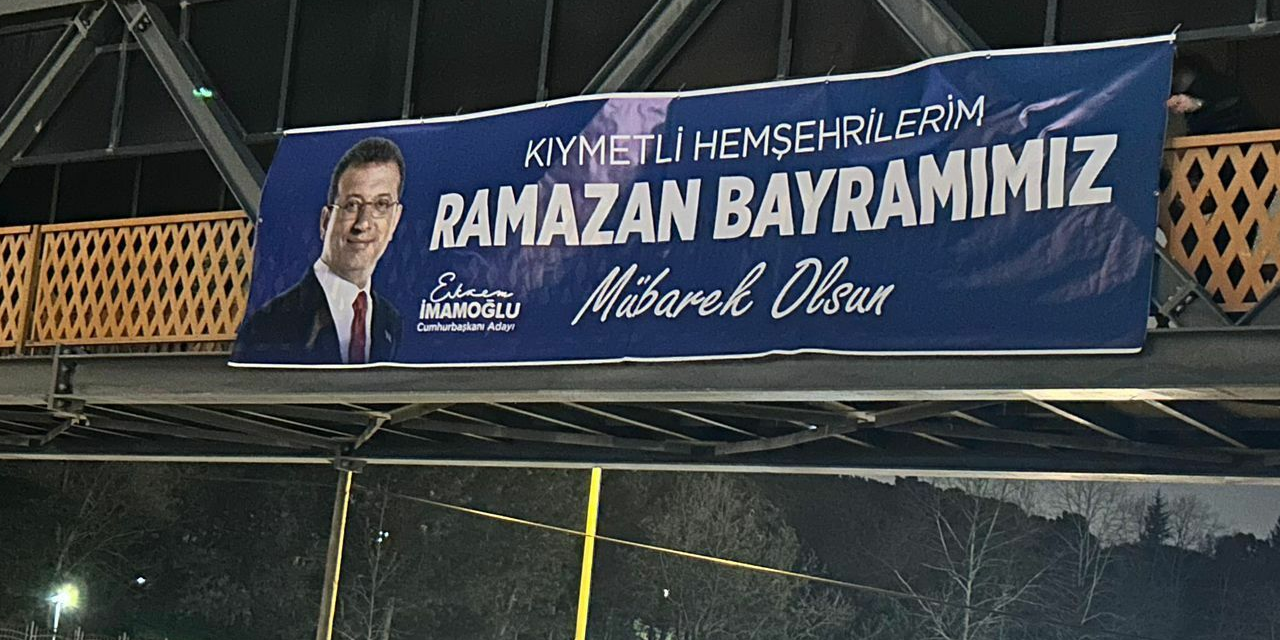 KIYMETLİ HEMŞEHRİLERİM
RAMAZAN BAYRAMIMIZ
Mübarek Olsun
Ekrem
İMAMOĞLU
Cumhurbaşkanı Adayı